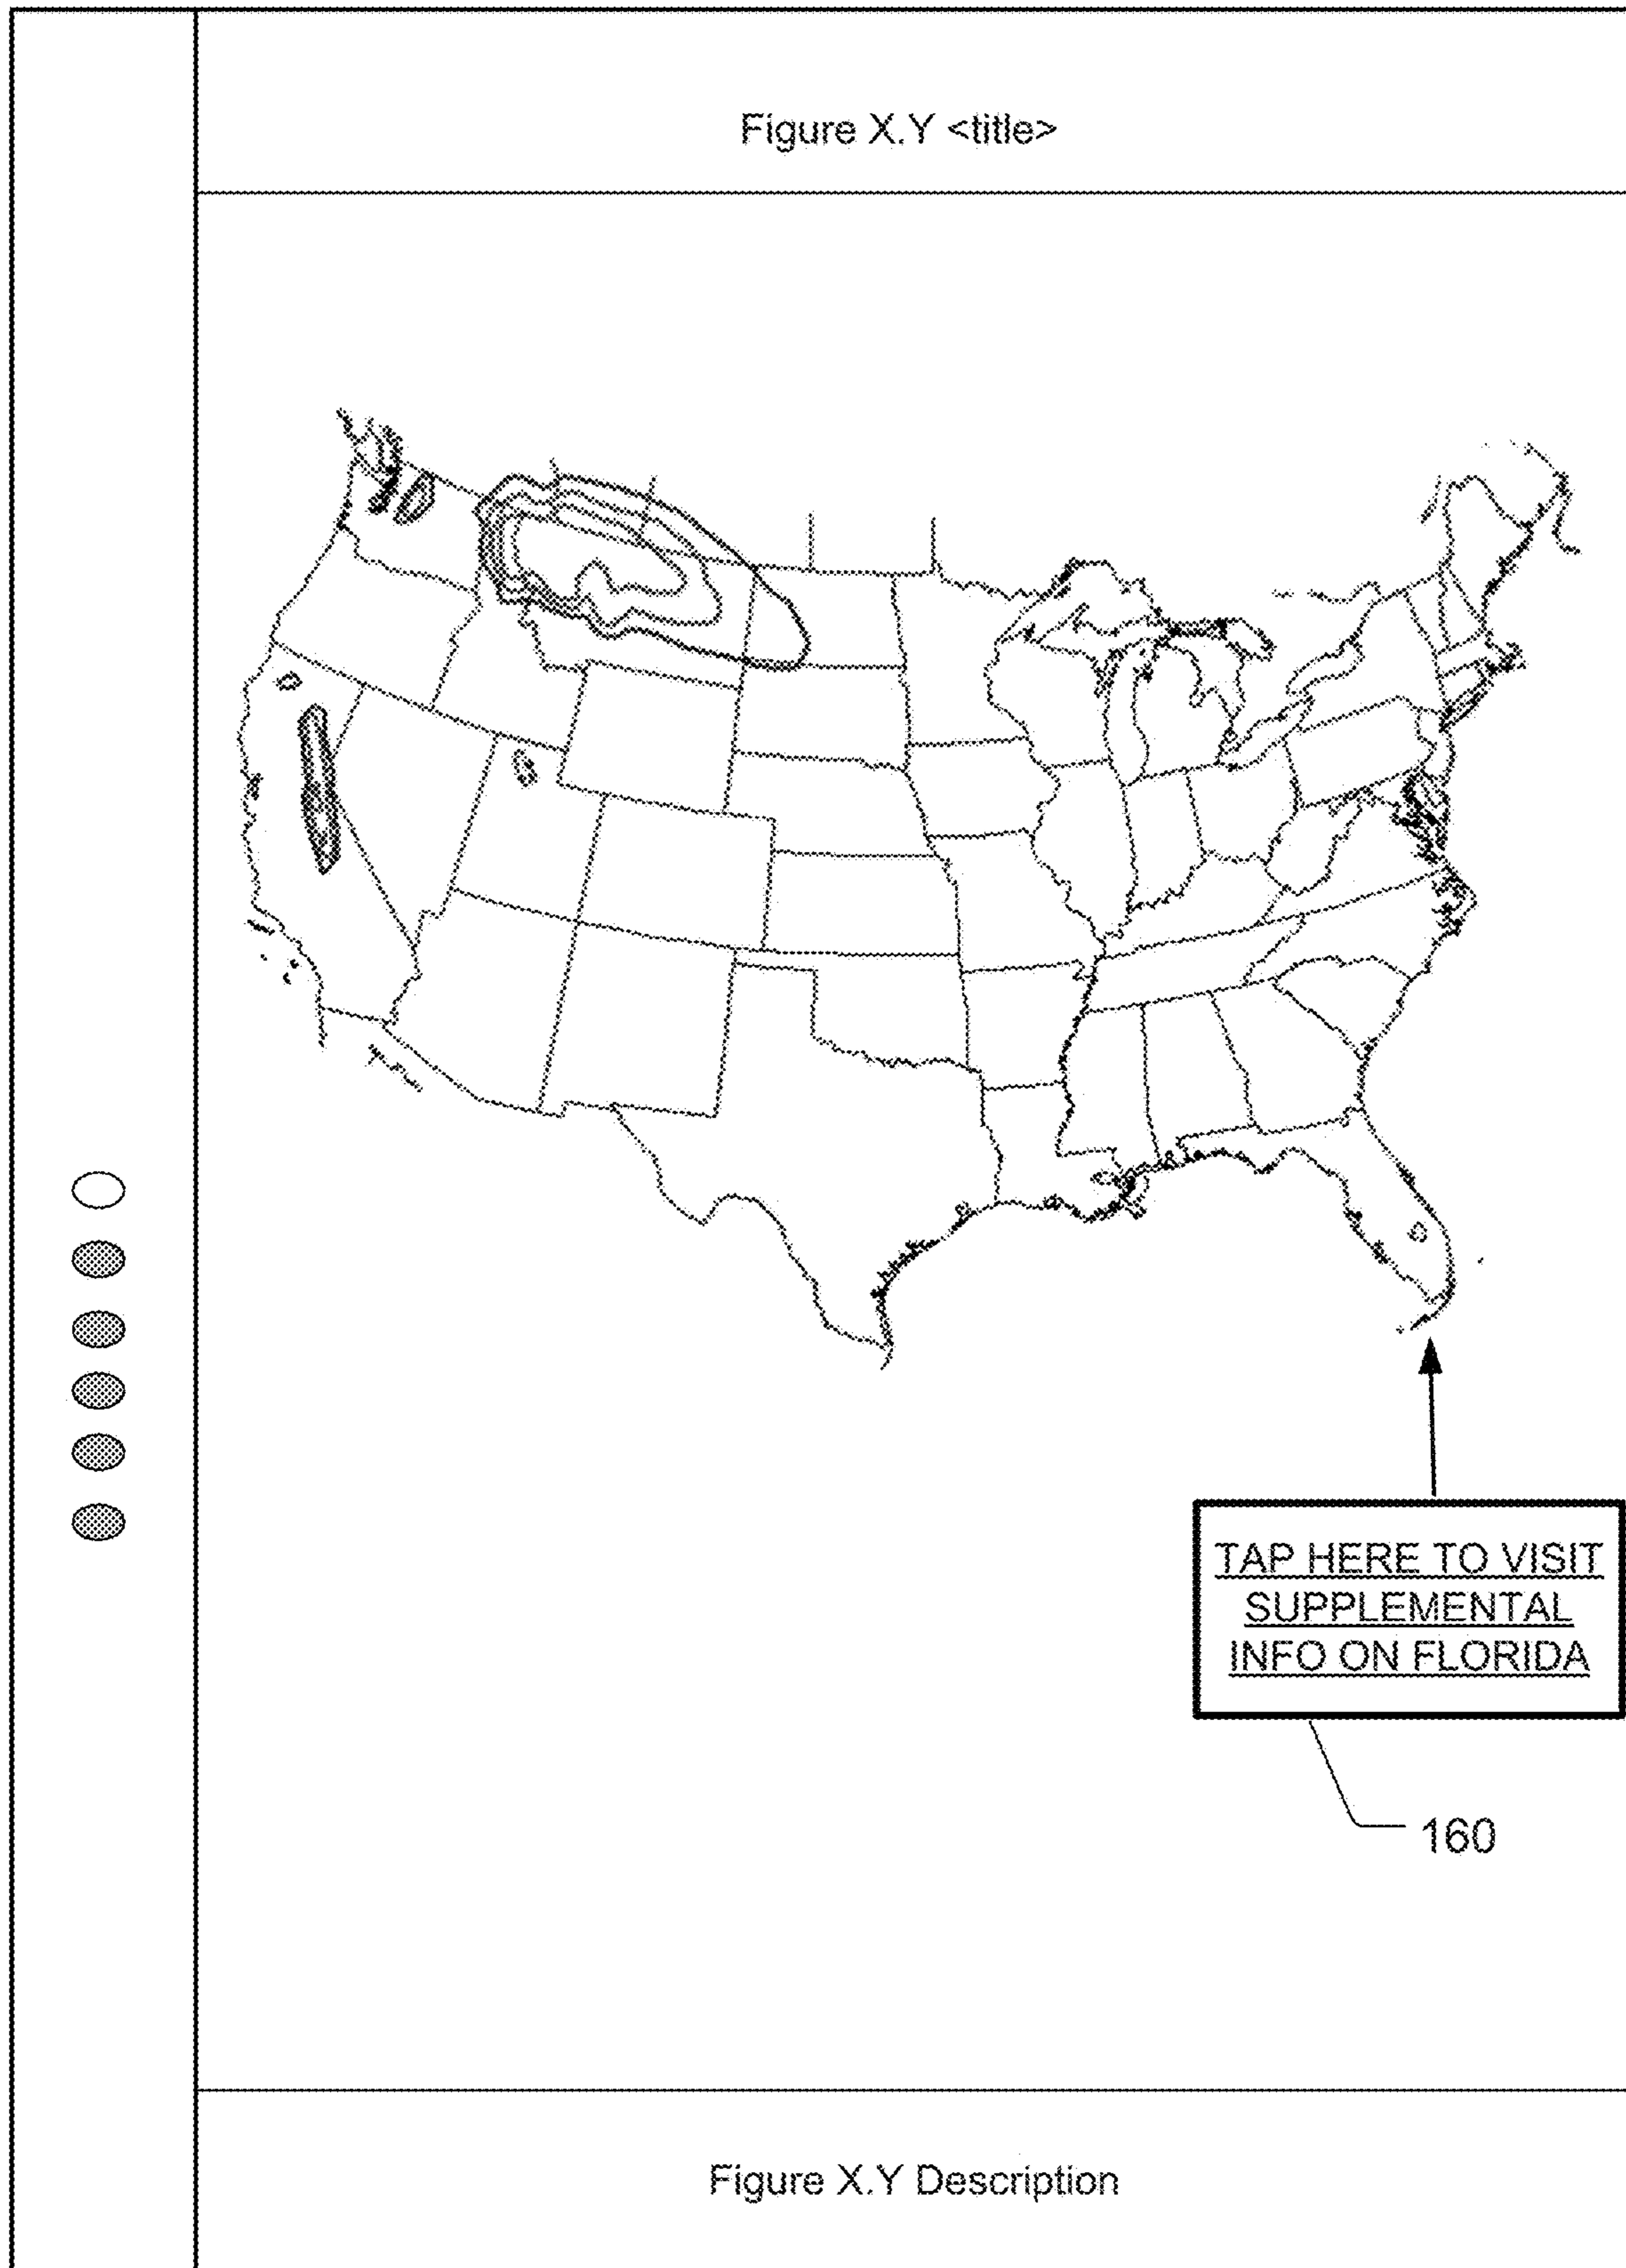 Figure X.Y <title>
TAP HERE TO VISIT
SUPPLEMENTAL
INFO ON FLORIDA
160
Figure X.Y Description